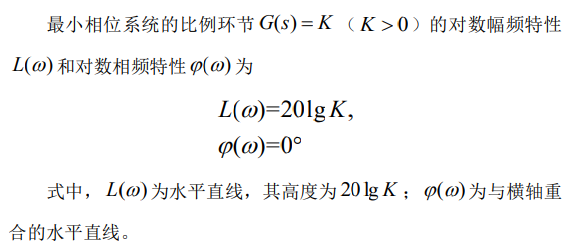 最小相位系统的比例环节 G(s) = K （ K > 0 ）的对数幅频特性
L(ω) 和对数相频特性 φ(ω) 为
L(ω)=20lg K,
φ(ω)=0°
式中， L(ω) 为水平直线，其高度为 20lg K ； φ(ω) 为与横轴重
合的水平直线。